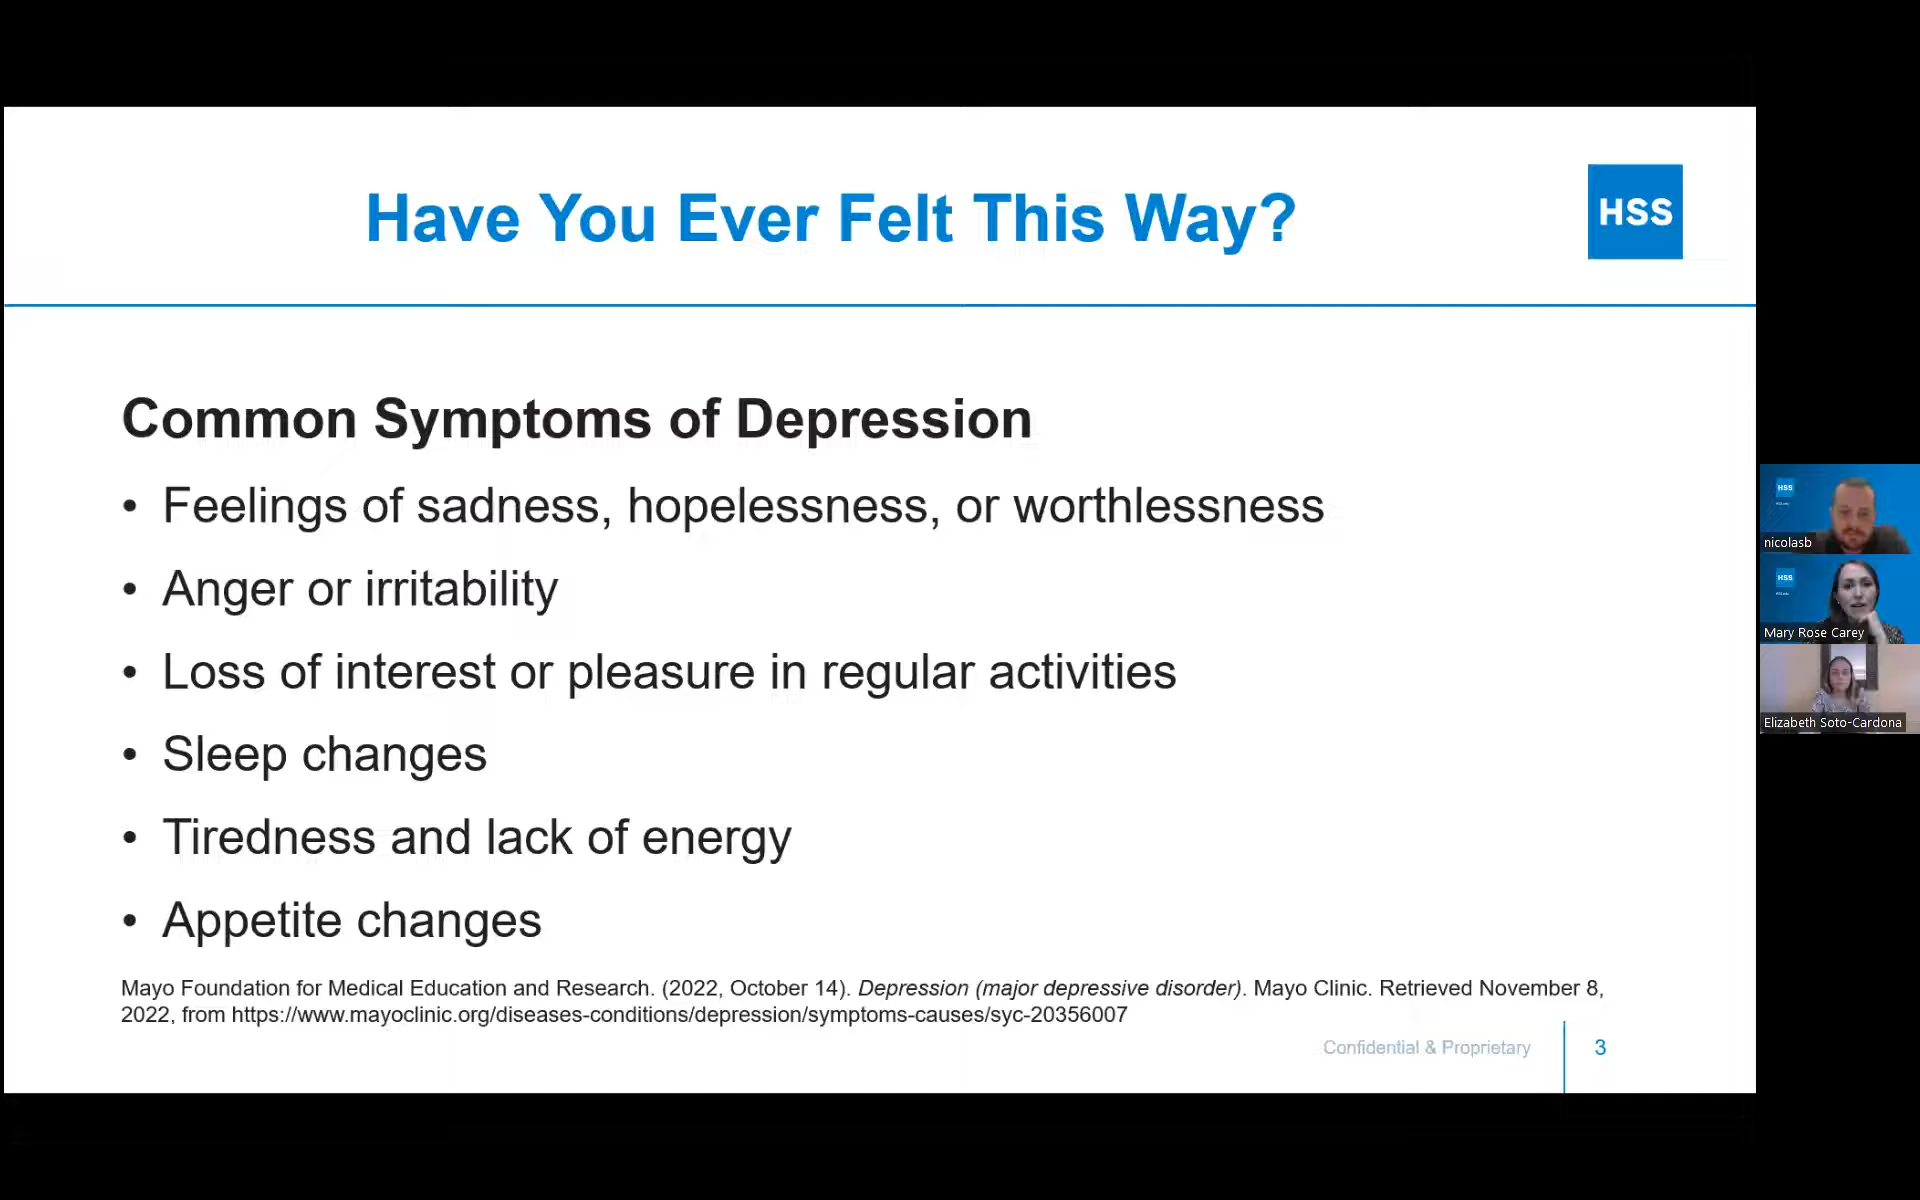 Have You Ever Felt This Way?
HSS
Common Symptoms of Depression
• Feelings of sadness, hopelessness, or worthlessness
• Anger or irritability
• Loss of interest or pleasure in regular activities
• Sleep changes
• Tiredness and lack of energy
• Appetite changes
Mayo Foundation for Medical Education and Research. (2022, October 14). Depression (major depressive disorder). Mayo Clinic. Retrieved November 8,
2022, from https://www.mayoclinic.org/diseases-conditions/depression/symptoms-causes/syc-20356007
Confidential & Proprietary
3
HSS
nicolasb
HSS
Mary Rose Carey
Elizabeth Soto-Cardona